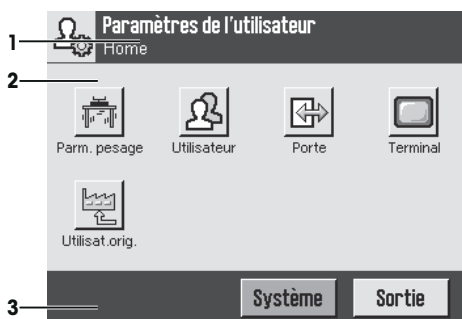 Paramètres de l'utilisateur
1
Home
2
Parm. pesage
Utilisateur
Porte
Terminal
Utilisat.orig.
3
Système
Sortie